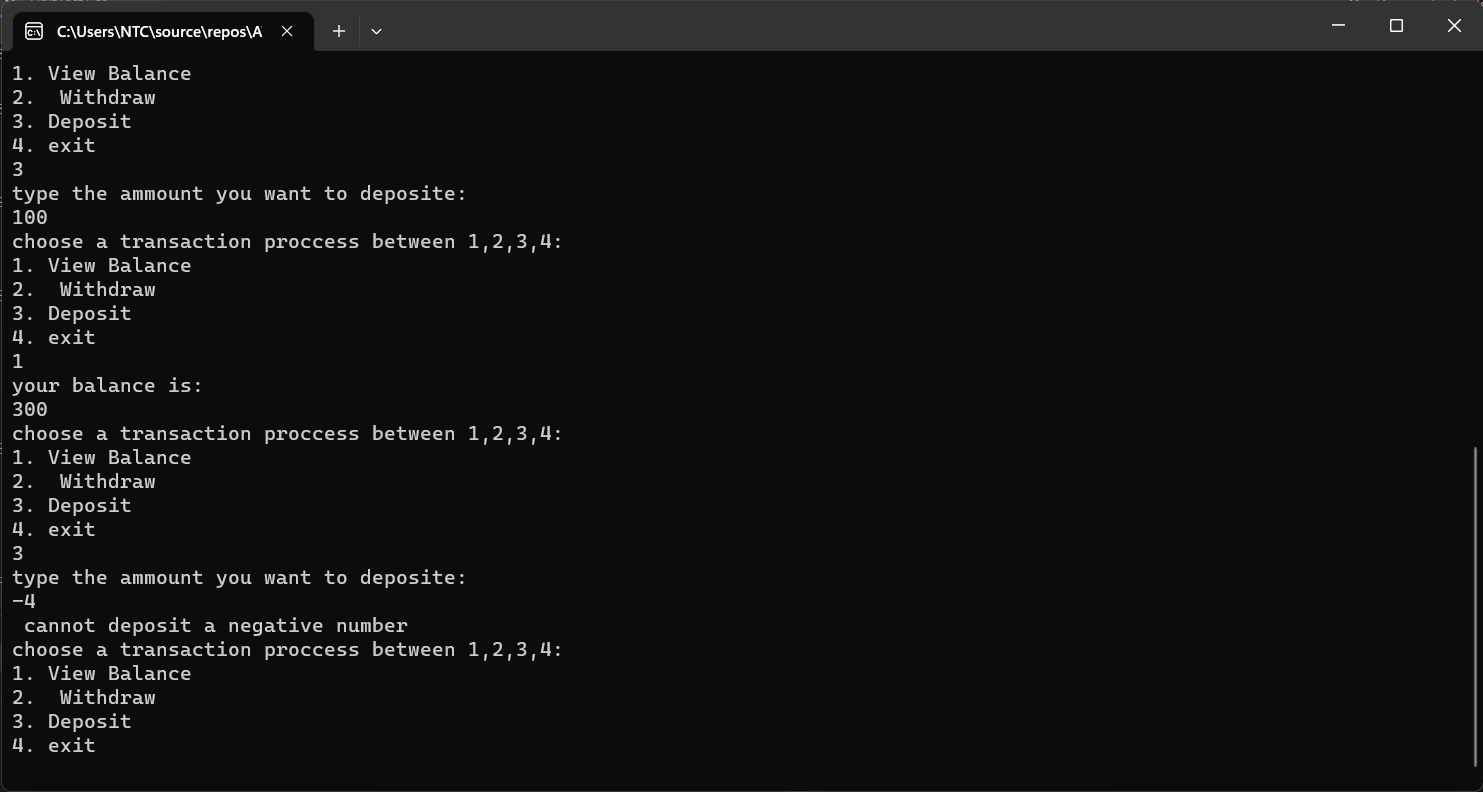 C:\Users\NTC\source\repos\A
1. View Balance
2.  Withdraw
3. Deposit
4. exit
3
type the ammount you want to deposite:
100
choose a transaction proccess between 1,2,3,4:
1. View Balance
2.  Withdraw
3. Deposit
4. exit
1
your balance is:
300
choose a transaction proccess between 1,2,3,4:
1. View Balance
2.  Withdraw
3. Deposit
4. exit
3
type the ammount you want to deposite:
-4
 cannot deposit a negative number
choose a transaction proccess between 1,2,3,4:
1. View Balance
2.  Withdraw
3. Deposit
4. exit